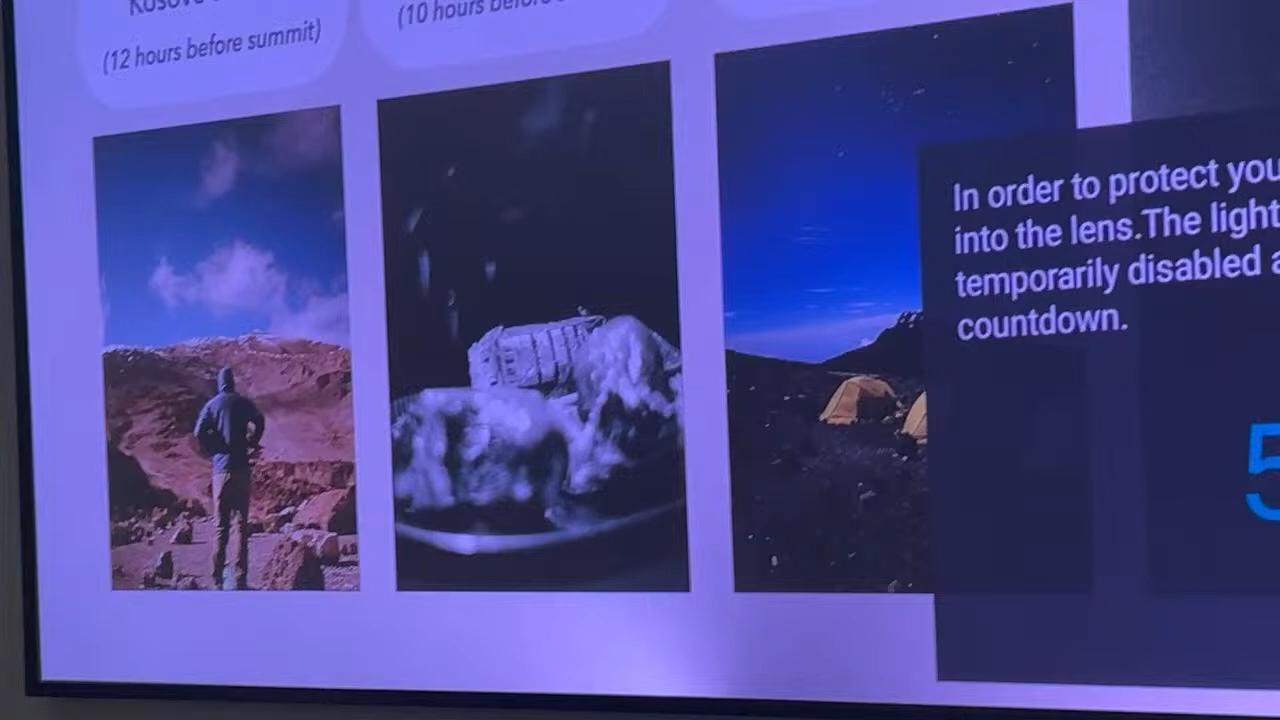 (12 hours before summit)
(10 hours before
In order to protect you
into the lens.The light
temporarily disabled
countdown.
5